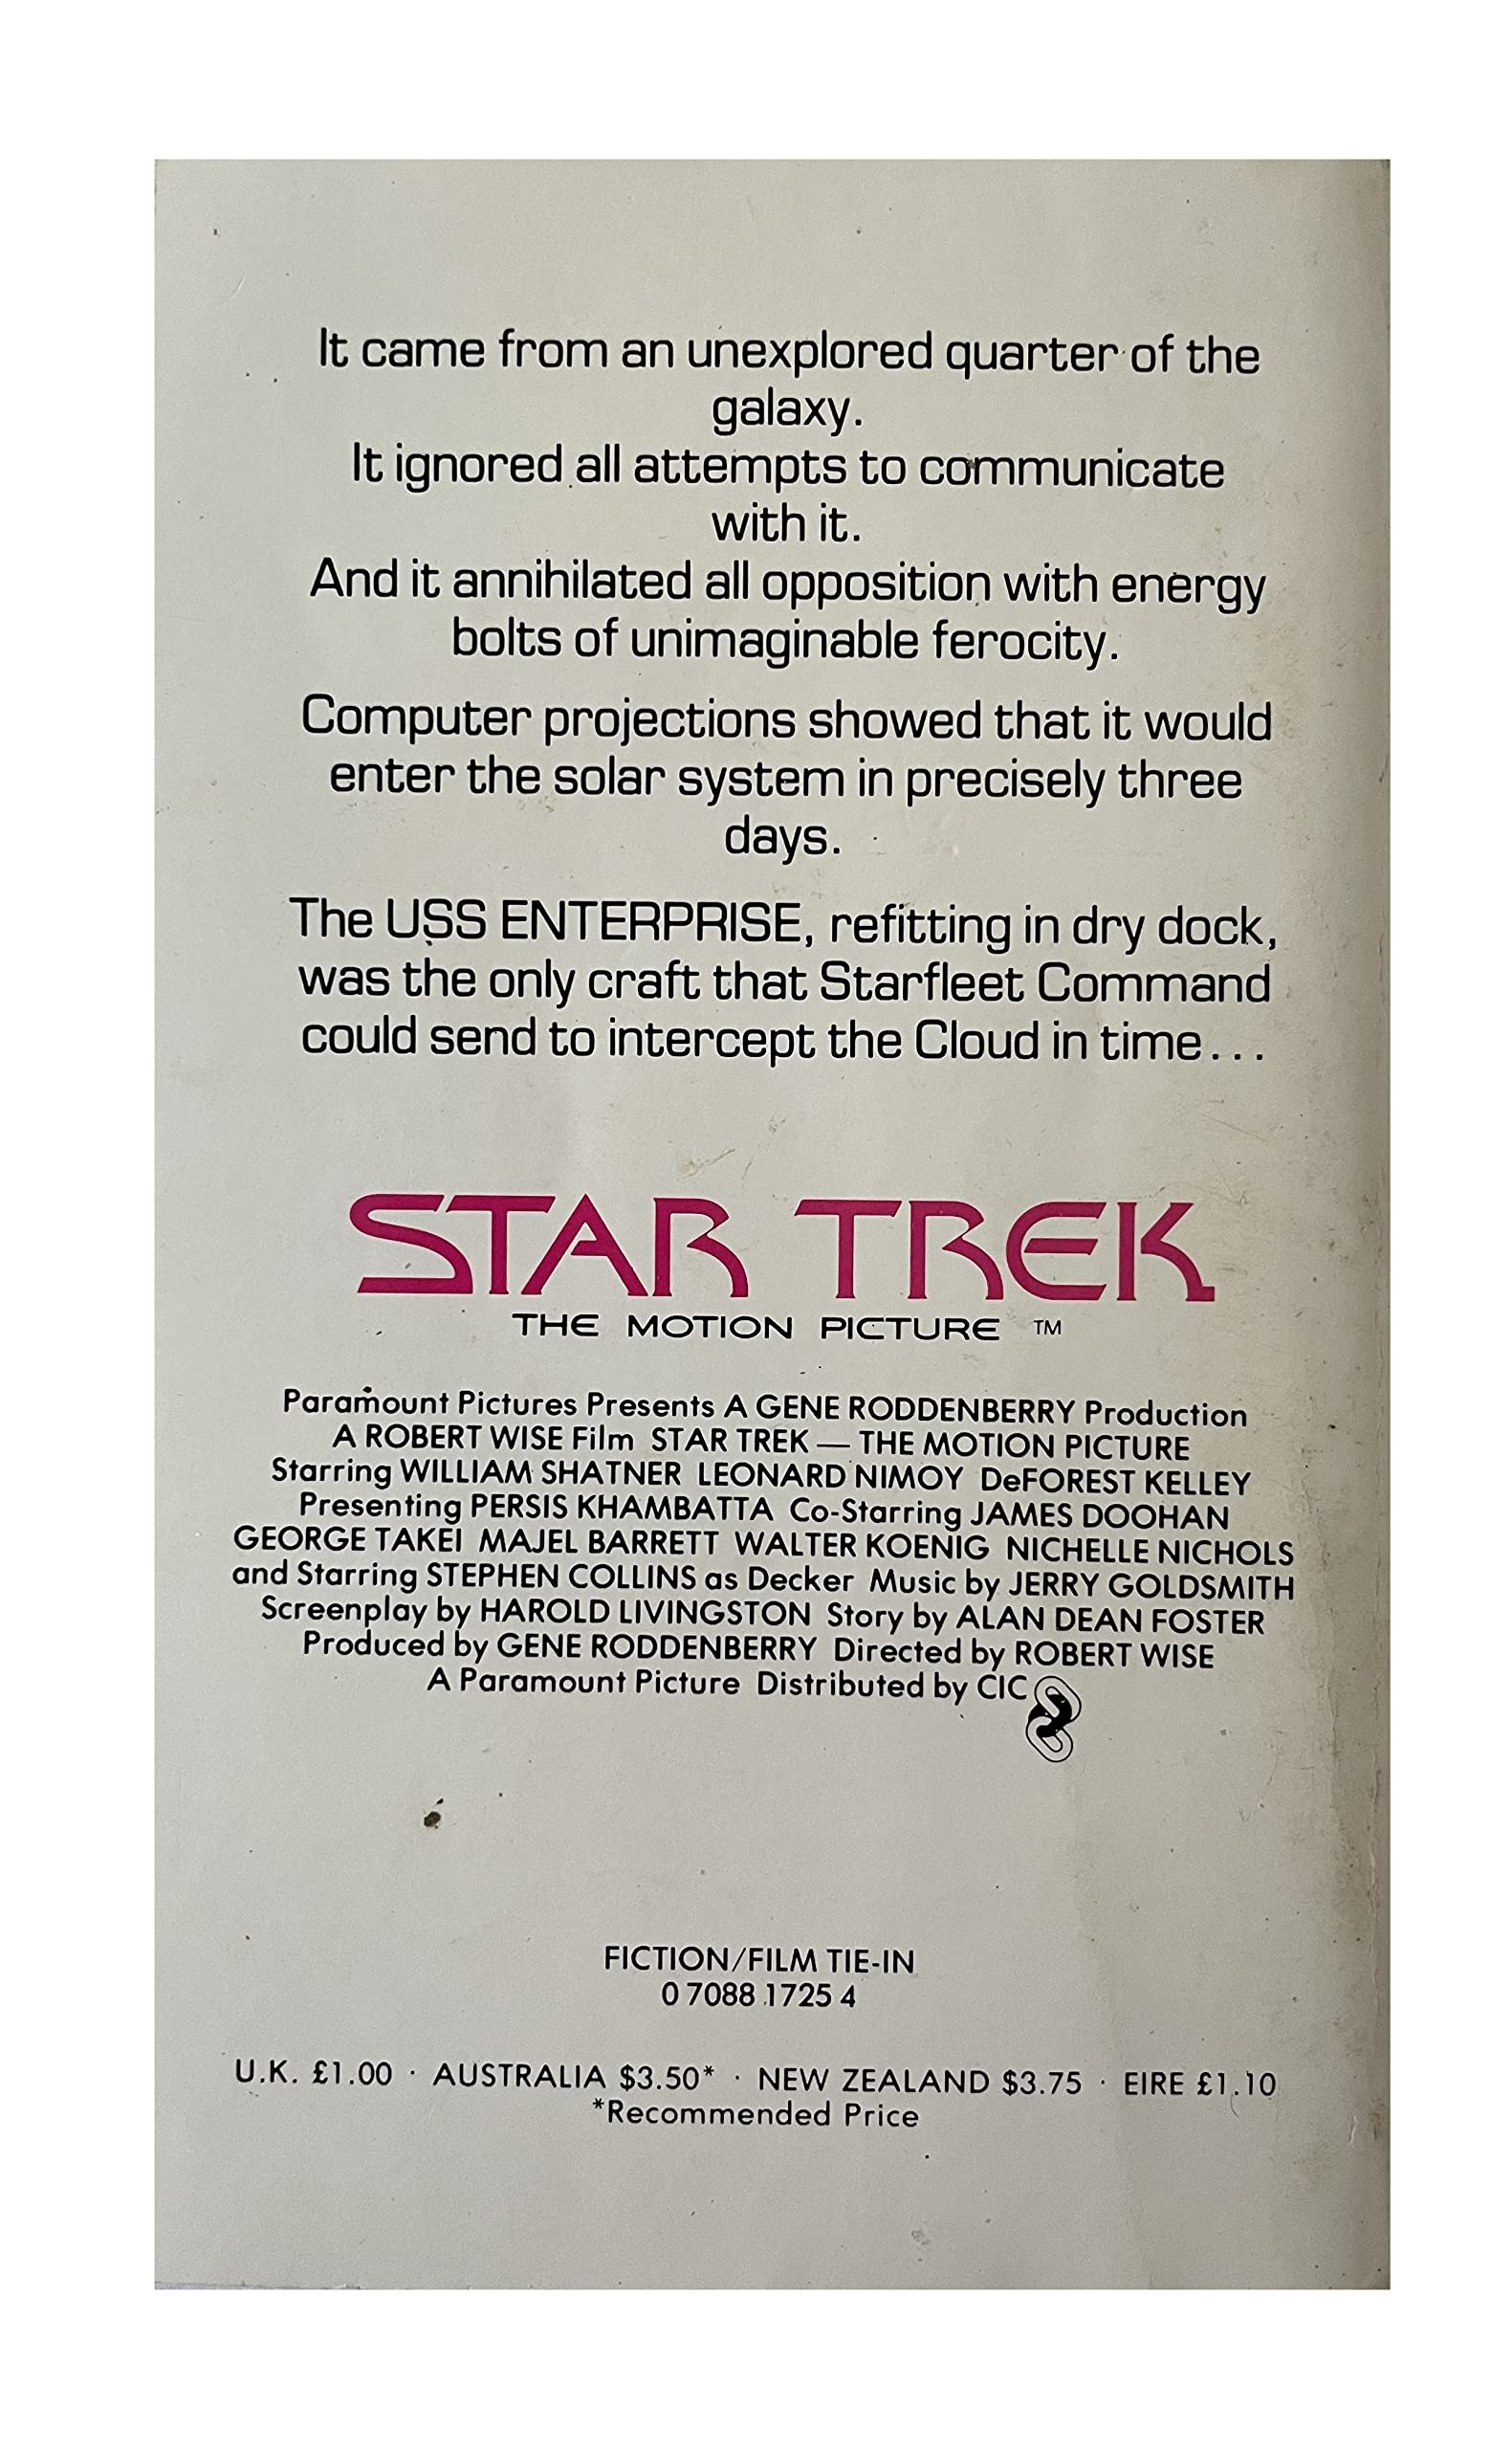 It came from an unexplored quarter of the
galaxy.
It ignored all attempts to communicate
with it.
And it annihilated all opposition with energy
bolts of unimaginable ferocity.
Computer projections showed that it would
enter the solar system in precisely three
days.
The USS ENTERPRISE, refitting in dry dock,
was the only craft that Starfleet Command
could send to intercept the Cloud in time...
STAR TREK
THE MOTION PICTURE ™
Paramount Pictures Presents A GENE RODDENBERRY Production
A ROBERT WISE Film STAR TREK — THE MOTION PICTURE
Starring WILLIAM SHATNER LEONARD NIMOY DeFOREST KELLEY
Presenting PERSIS KHAMBATTA Co-Starring JAMES DOOHAN
GEORGE TAKEI MAJEL BARRETT WALTER KOENIG NICHELLE NICHOLS
and Starring STEPHEN COLLINS as Decker Music by JERRY GOLDSMITH
Screenplay by HAROLD LIVINGSTON Story by ALAN DEAN FOSTER
Produced by GENE RODDENBERRY Directed by ROBERT WISE
A Paramount Picture Distributed by CIC
FICTION/FILM TIE-IN
0 7088 1725 4
U.K. £1.00 · AUSTRALIA $3.50* · NEW ZEALAND $3.75 · EIRE £1.10
*Recommended Price